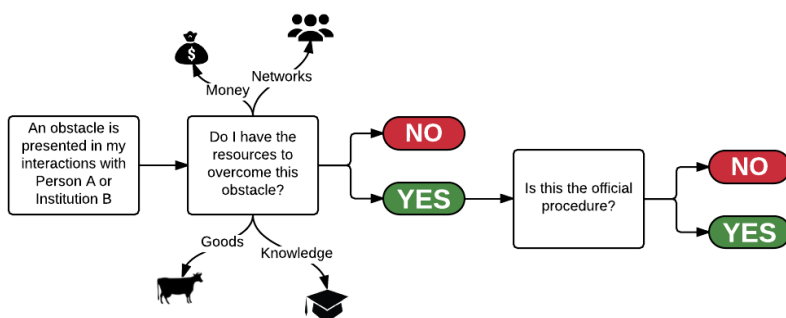 An obstacle is
presented in my
interactions with
Person A or
Institution B
$
Money
Networks
Do I have the
resources to
overcome this
obstacle?
Goods
Knowledge
NO
YES
Is this the official
procedure?
NO
YES